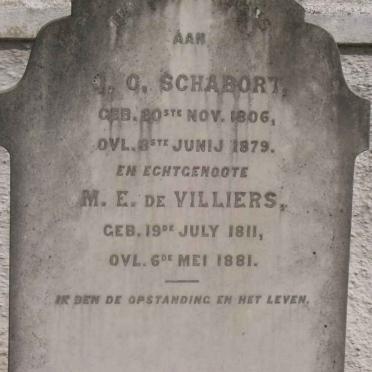 AAN
J. C. SCHABORT,
GEB. 20STE NOV. 1806,
OVL. 8STE JUNIJ 1879.
EN ECHTGENOOTE
M. E. DE VILLIERS,
GEB. 19DE JULY 1811,
OVL. 6DE MEI 1881.
IK BEN DE OPSTANDING EN HET LEVEN.